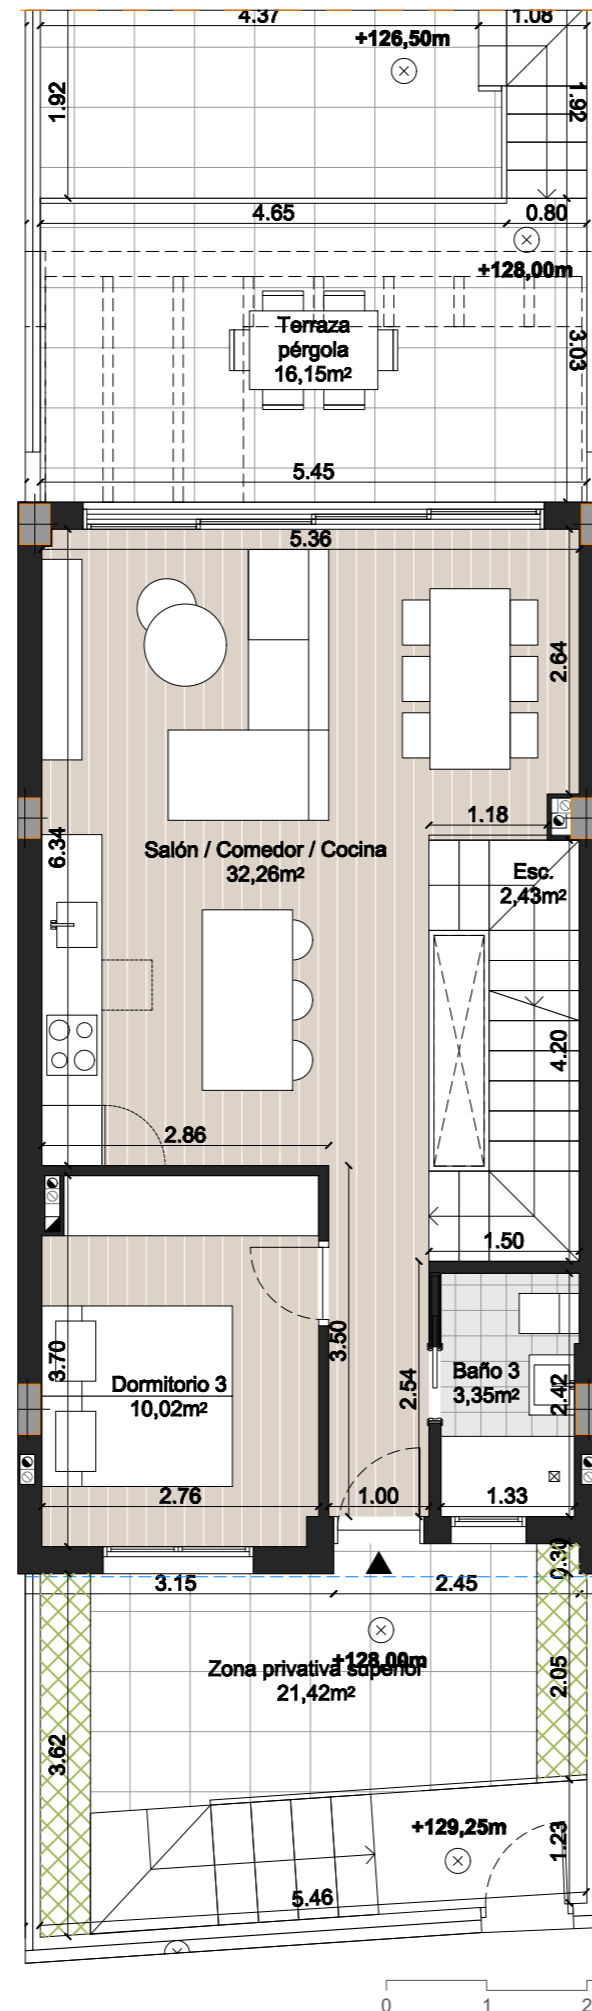 4.37
1.08
+126,50m
1.92
1.92
4.65
0.80
+128,00m
Terraza
pérgola
16,15m²
3.03
5.45
5.36
2.64
1.18
6.34
Salón / Comedor / Cocina
32,26m²
Esc.
2,43m²
4.20
2.86
1.50
3.50
3.70
2.54
Dormitorio 3
10,02m²
Baño 3
3,35m²
2.42
2.76
1.00
1.33
0.30
3.15
2.45
+128,00m
Zona privativa superior
21,42m²
2.05
3.62
+129,25m
1.23
5.46
0
1
2